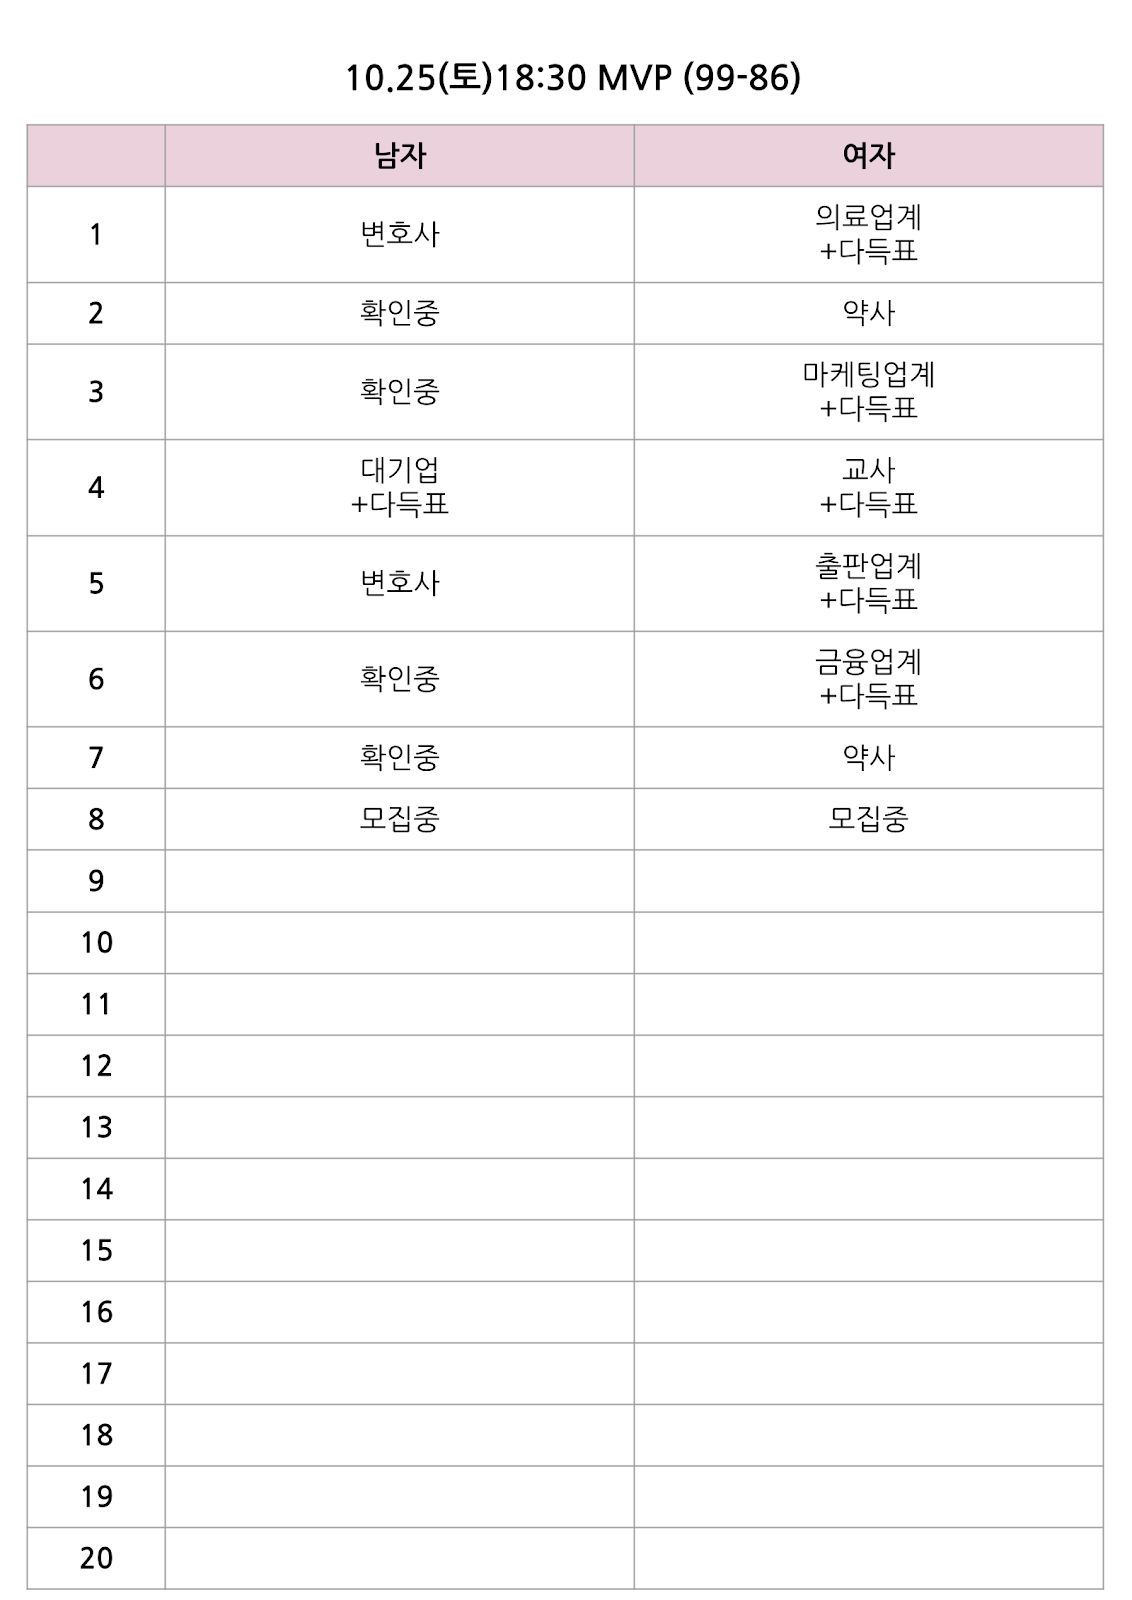 10.25(토)18:30 MVP (99-86)
남자 여자
1 변호사 의료업계
+다득표
2 확인중 약사
3 확인중 마케팅업계
+다득표
4 대기업 교사
+다득표 +다득표
5 변호사 출판업계
+다득표
6 확인중 금융업계
+다득표
7 확인중 약사
8 모집중 모집중
9
10
11
12
13
14
15
16
17
18
19
20